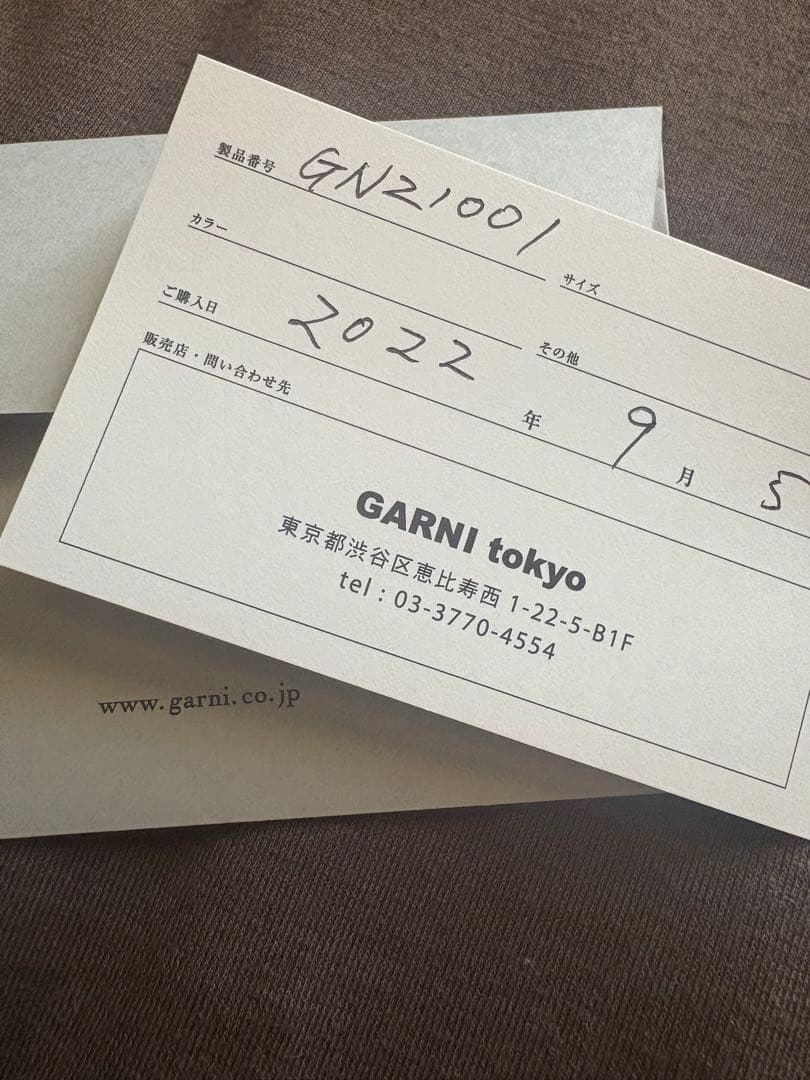 製品番号 GN21001 サイズ
カラー その他
ご購入日 2022 年 9 月 5
販売店・問い合わせ先
GARNI tokyo
東京都渋谷区恵比寿西 1-22-5-B1F
tel : 03-3770-4554
www.garni.co.jp